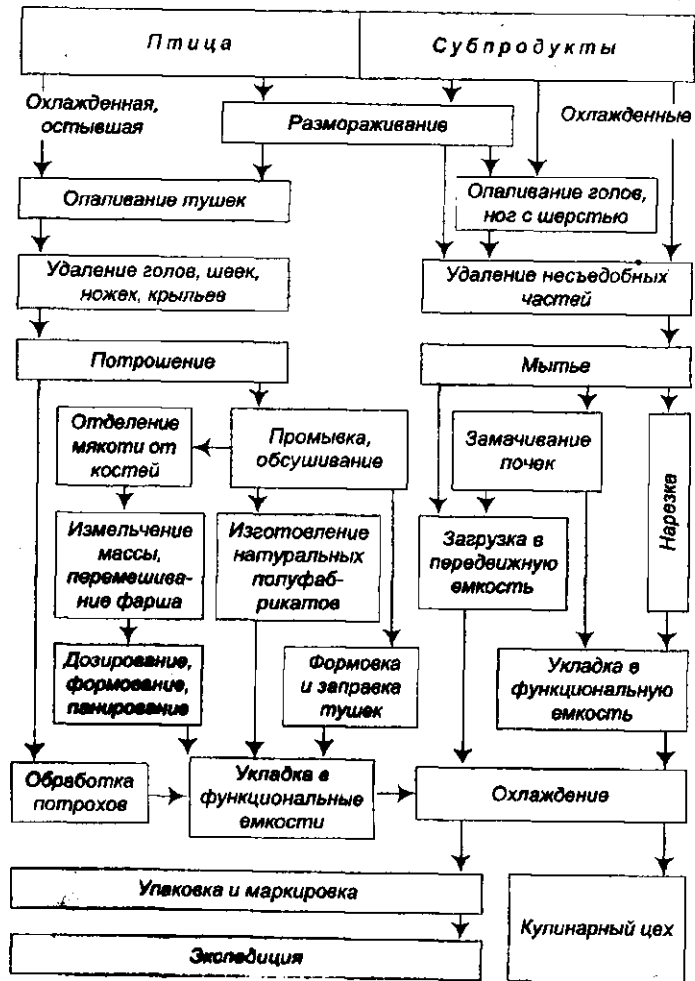 Птица
Субпродукты
Охлажденная,
остывшая
Размораживание
Охлажденные
Опаливание тушек
Опаливание голов,
ног с шерстью
Удаление голов, шеек,
ножек, крыльев
Удаление несъедобных
частей
Потрошение
Мытье
Отделение
мякоти от
костей
Промывка,
обсушивание
Замачивание
почек
Нарезка
Измельчение
массы,
перемешива-
ние фарша
Изготовление
натуральных
полуфаб-
рикатов
Загрузка в
передвижную
емкость
Дозирование,
формование,
панирование
Формовка
и заправка
тушек
Укладка в
функциональную
емкость
Обработка
потрохов
Укладка в
функциональные
емкости
Охлаждение
Упаковка и маркировка
Кулинарный цех
Экспедиция